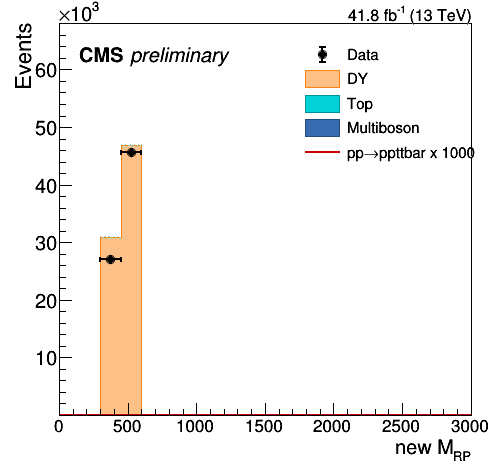 ×10³
41.8 fb⁻¹ (13 TeV)
Events
CMS preliminary
Data
DY
Top
Multiboson
pp→ppttbar x 1000
60
50
40
30
20
10
0 500 1000 1500 2000 2500 3000
new M_RP